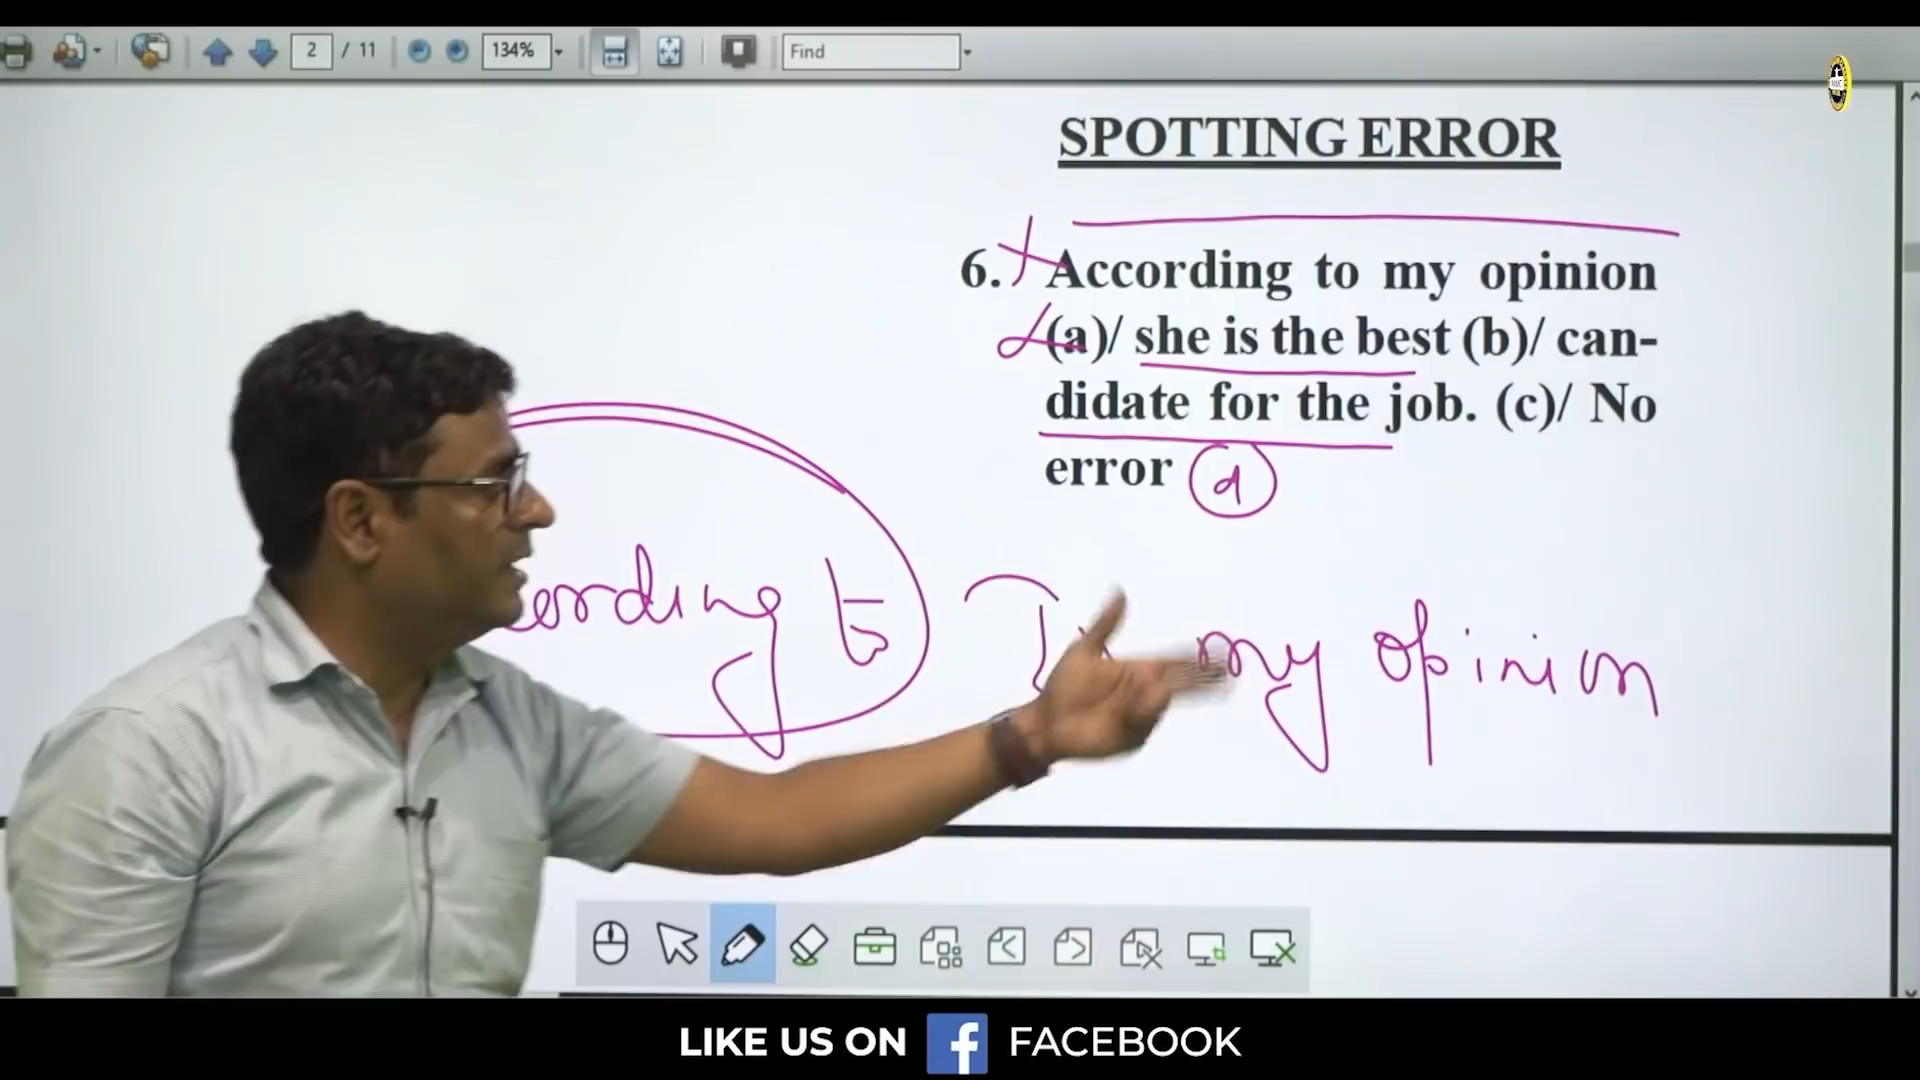 2 / 11 134% Find
SPOTTING ERROR
6. According to my opinion
(a)/ she is the best (b)/ can-
didate for the job. (c)/ No
error (d)
to my opinion
LIKE US ON f FACEBOOK